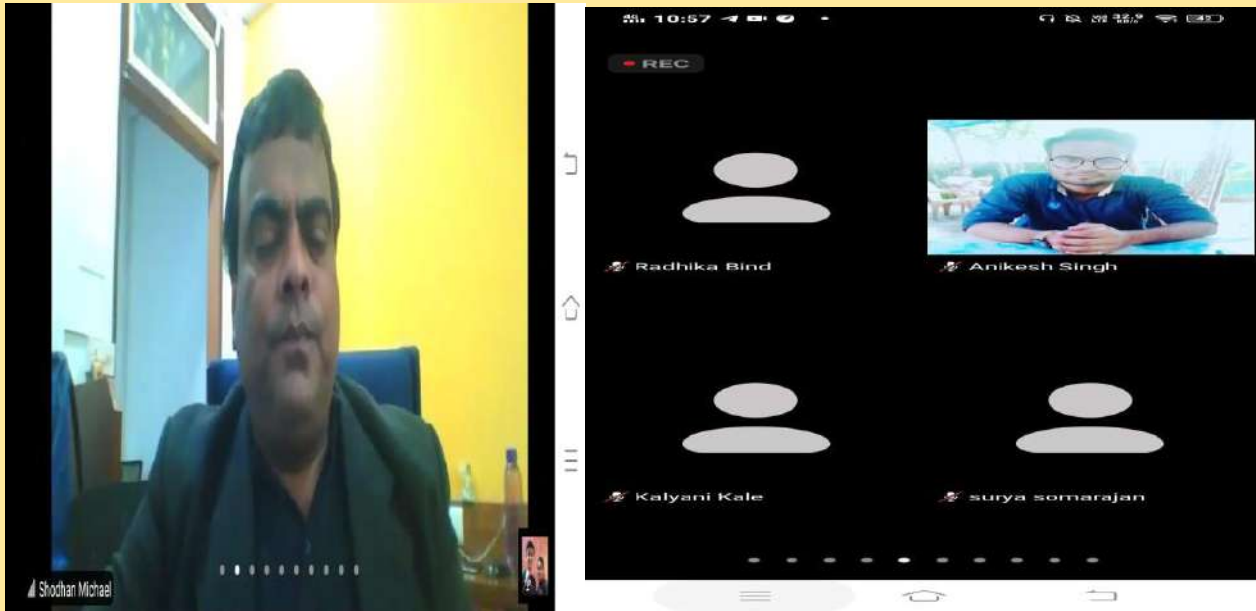 Shodhan Michael
10:57
REC
Radhika Bind
Anikesh Singh
Kalyani Kale
surya somarajan